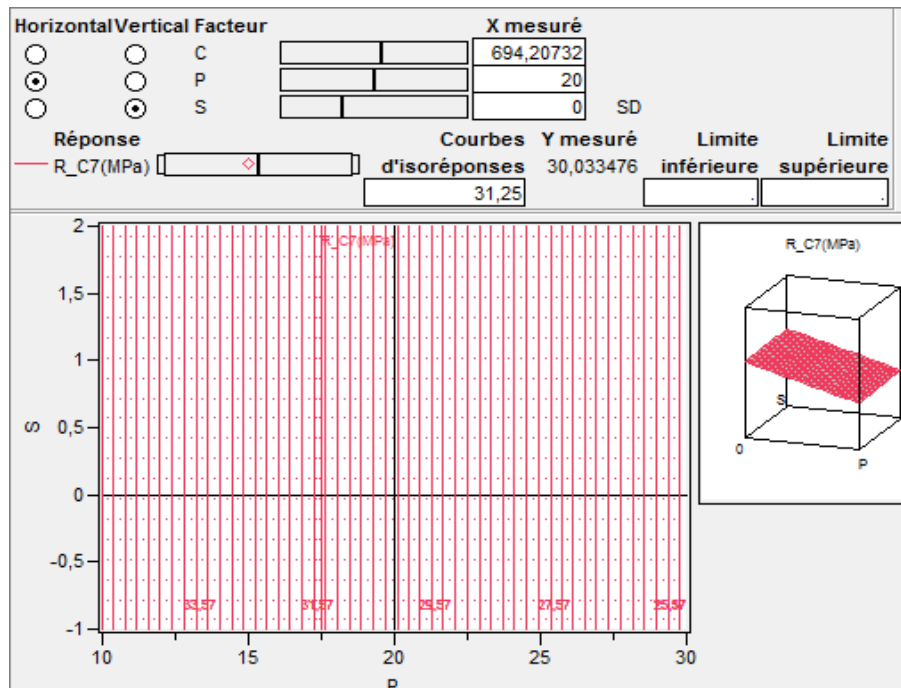 Horizontal Vertical Facteur X mesuré
C 694,20732
P 20
S 0 SD
Réponse Courbes d'isoréponses Y mesuré Limite inférieure Limite supérieure
R_C7(MPa) 31,25 30,033476 . .
R_C7(MPa)
2
1,5
1
0,5
0
-0,5
-1
S
33,57 31,57 29,57 27,57 25,57
10 15 20 25 30
P
R_C7(MPa)
S
0
P